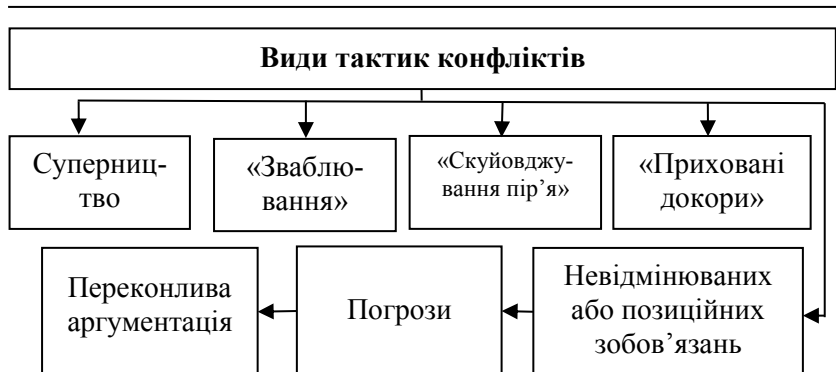 Види тактик конфліктів
Суперниц-
тво
«Зваблю-
вання»
«Скуйовджу-
вання пір’я»
«Приховані
докори»
Переконлива
аргументація
Погрози
Невідмінюваних
або позиційних
зобов’язань